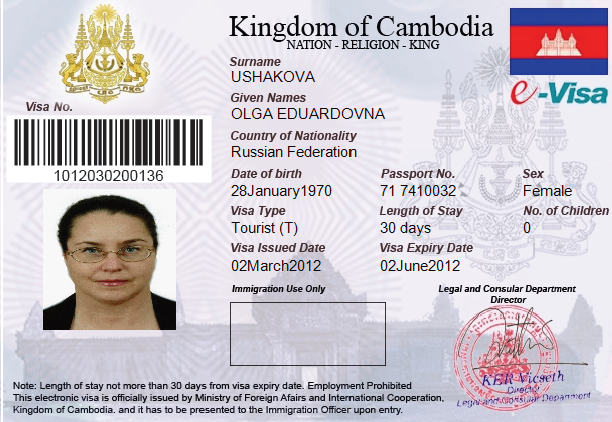 Kingdom of Cambodia
NATION - RELIGION - KING
e-Visa
Visa No.
1012030200136
Surname
USHAKOVA
Given Names
OLGA EDUARDOVNA
Country of Nationality
Russian Federation
Date of birth Passport No. Sex
28January1970 71 7410032 Female
Visa Type Length of Stay No. of Children
Tourist (T) 30 days 0
Visa Issued Date Visa Expiry Date
02March2012 02June2012
Immigration Use Only
Legal and Consular Department
Director
KER Vicseth
Director
Legal and Consular Department
Note: Length of stay not more than 30 days from visa expiry date. Employment Prohibited
This electronic visa is officially issued by Ministry of Foreign Afairs and International Cooperation,
Kingdom of Cambodia. and it has to be presented to the Immigration Officer upon entry.